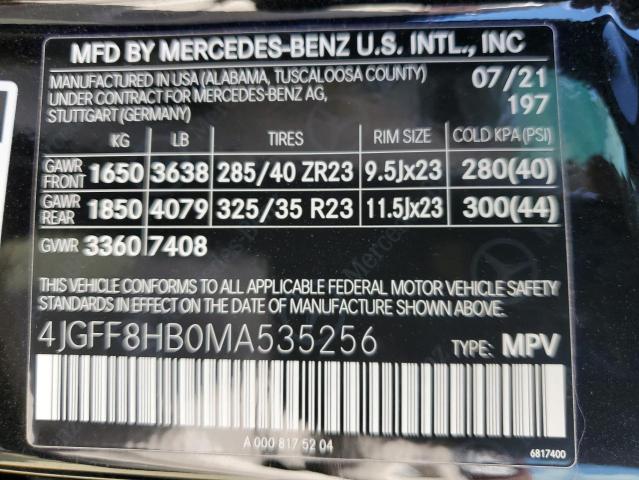 MFD BY MERCEDES-BENZ U.S. INTL., INC
MANUFACTURED IN USA (ALABAMA, TUSCALOOSA COUNTY) 07/21
UNDER CONTRACT FOR MERCEDES-BENZ AG, 197
STUTTGART (GERMANY)
KG LB TIRES RIM SIZE COLD KPA (PSI)
GAWR FRONT 1650 3638 285/40 ZR23 9.5Jx23 280(40)
GAWR REAR 1850 4079 325/35 R23 11.5Jx23 300(44)
GVWR 3360 7408
THIS VEHICLE CONFORMS TO ALL APPLICABLE FEDERAL MOTOR VEHICLE SAFETY
STANDARDS IN EFFECT ON THE DATE OF MANUFACTURE SHOWN ABOVE.
4JGFF8HB0MA535256 TYPE: MPV
A 000 817 52 04
6817400